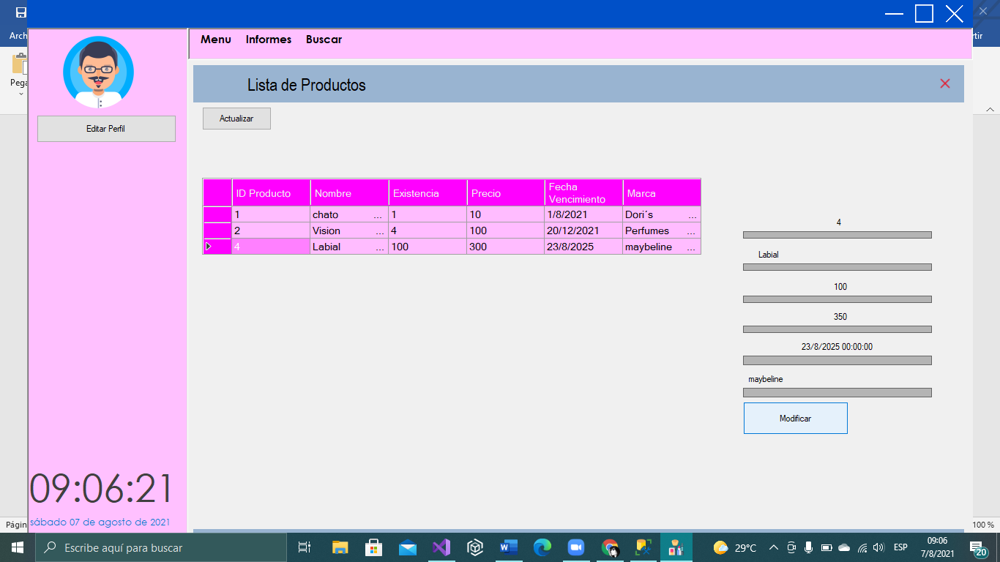 Arch
rtir
Pega
Menu Informes Buscar
Lista de Productos
Actualizar
Editar Perfil
ID Producto Nombre Existencia Precio Fecha Vencimiento Marca
1 chato ... 1 10 1/8/2021 Dori´s ...
2 Vision ... 4 100 20/12/2021 Perfumes ...
4 Labial ... 100 300 23/8/2025 maybeline ...
4
Labial
100
350
23/8/2025 00:00:00
maybeline
Modificar
09:06:21
sábado 07 de agosto de 2021
Págin
100 %
Escribe aquí para buscar
29°C
ESP
09:06
7/8/2021
20